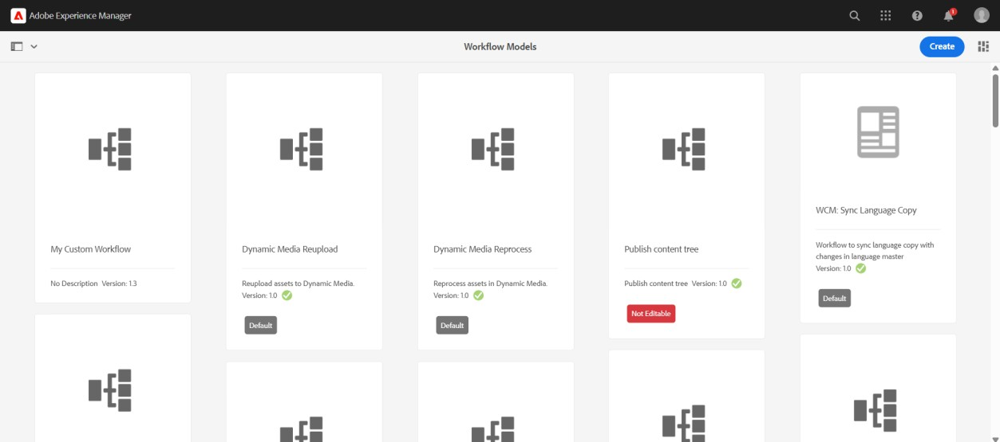 Adobe Experience Manager
1
Workflow Models
Create
My Custom Workflow
No Description Version: 1.3
Dynamic Media Reupload
Reupload assets to Dynamic Media.
Version: 1.0
Default
Dynamic Media Reprocess
Reprocess assets in Dynamic Media.
Version: 1.0
Default
Publish content tree
Publish content tree Version: 1.0
Not Editable
WCM: Sync Language Copy
Workflow to sync language copy with
changes in language master
Version: 1.0
Default